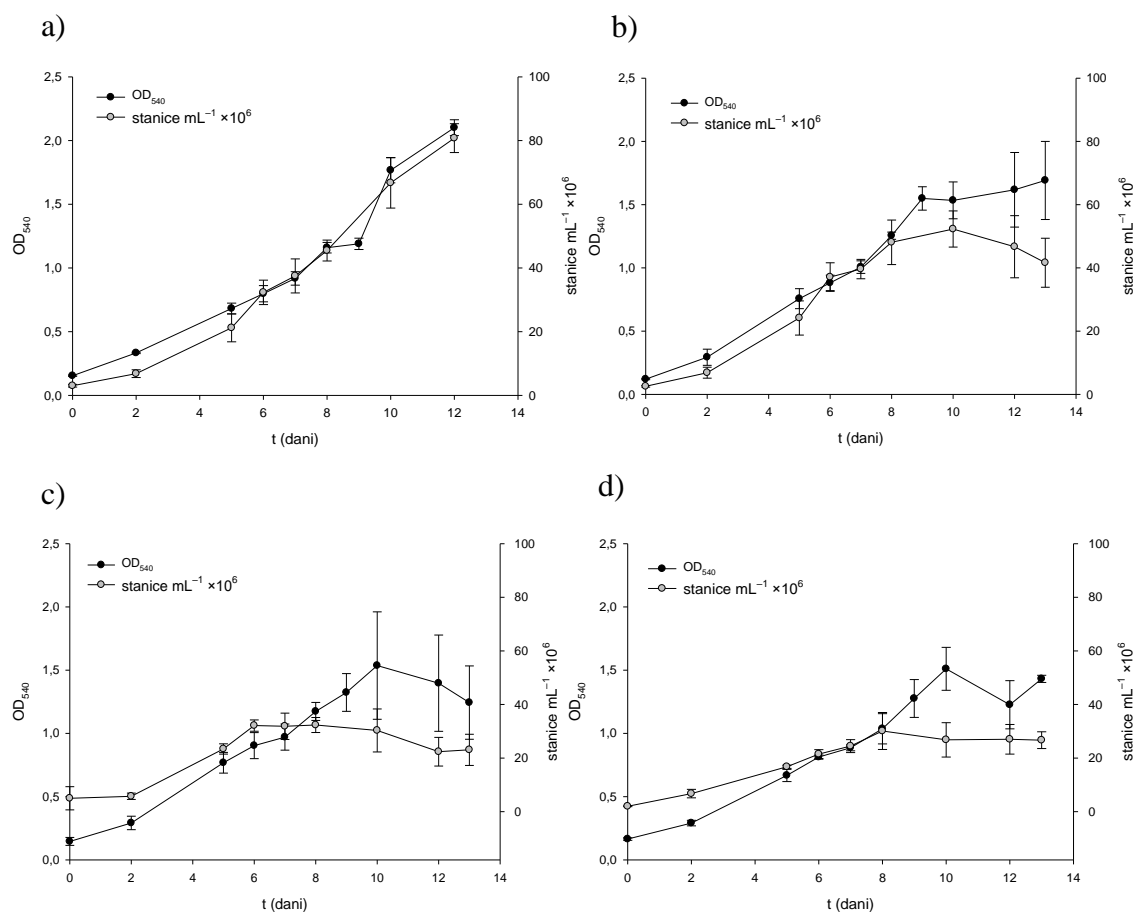 a)
OD₅₄₀
stanice mL⁻¹ ×10⁶
2,5
2,0
1,5
1,0
0,5
0,0
OD₅₄₀
100
80
60
40
20
0
stanice mL⁻¹ ×10⁶
0 2 4 6 8 10 12 14
t (dani)
b)
OD₅₄₀
stanice mL⁻¹ ×10⁶
2,5
2,0
1,5
1,0
0,5
0,0
OD₅₄₀
100
80
60
40
20
0
stanice mL⁻¹ ×10⁶
0 2 4 6 8 10 12 14
t (dani)
c)
OD₅₄₀
stanice mL⁻¹ ×10⁶
2,5
2,0
1,5
1,0
0,5
0,0
OD₅₄₀
100
80
60
40
20
0
stanice mL⁻¹ ×10⁶
0 2 4 6 8 10 12 14
t (dani)
d)
OD₅₄₀
stanice mL⁻¹ ×10⁶
2,5
2,0
1,5
1,0
0,5
0,0
OD₅₄₀
100
80
60
40
20
0
stanice mL⁻¹ ×10⁶
0 2 4 6 8 10 12 14
t (dani)